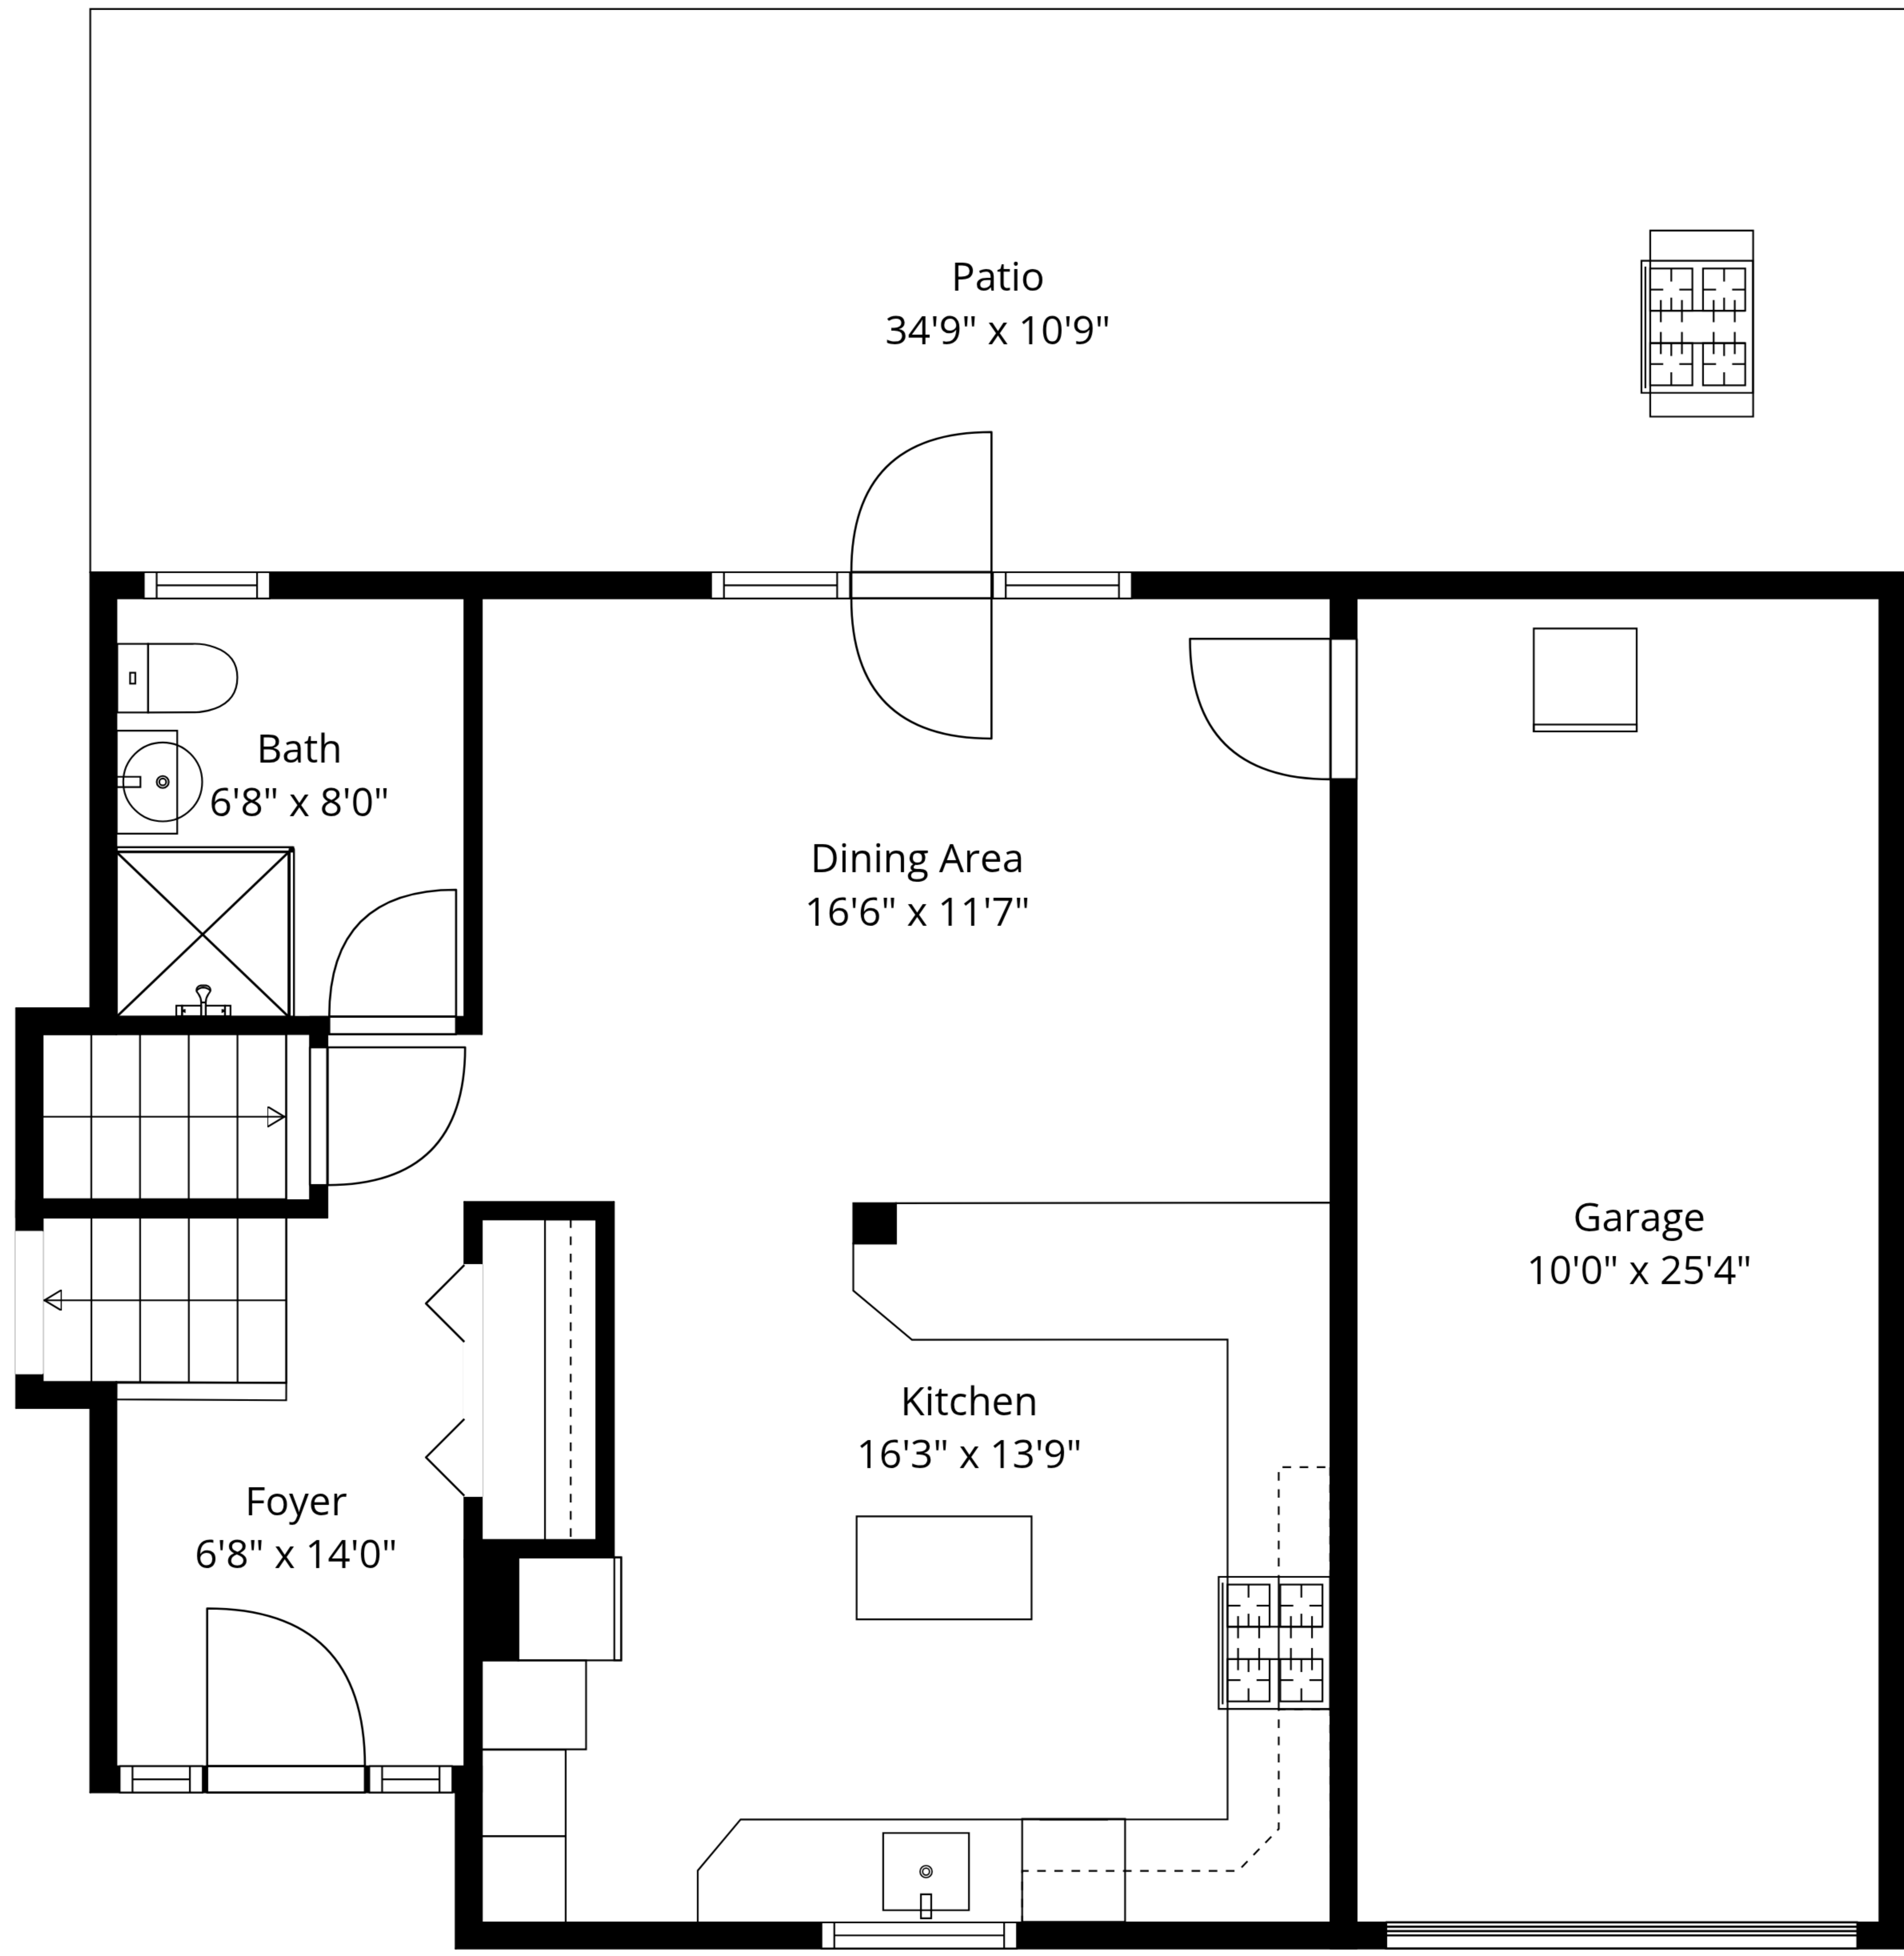 Patio
34'9" x 10'9"
Bath
6'8" x 8'0"
Dining Area
16'6" x 11'7"
Garage
10'0" x 25'4"
Kitchen
16'3" x 13'9"
Foyer
6'8" x 14'0"